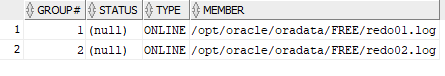 GROUP# STATUS TYPE MEMBER
1 1 (null) ONLINE /opt/oracle/oradata/FREE/redo01.log
2 2 (null) ONLINE /opt/oracle/oradata/FREE/redo02.log